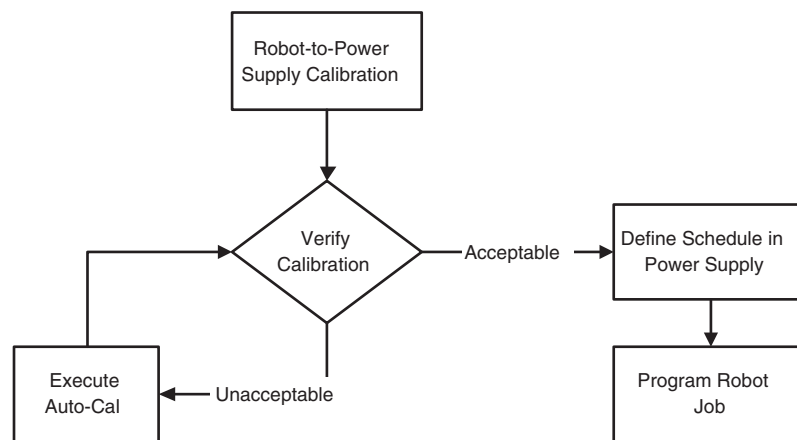 Robot-to-Power
Supply Calibration
Verify
Calibration
Acceptable
Define Schedule in
Power Supply
Execute
Auto-Cal
Unacceptable
Program Robot
Job